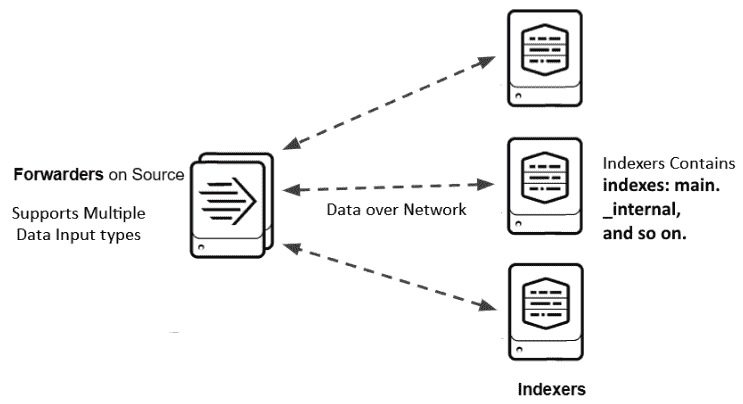 Forwarders on Source
Supports Multiple
Data Input types
Data over Network
Indexers Contains
indexes: main.
_internal,
and so on.
Indexers